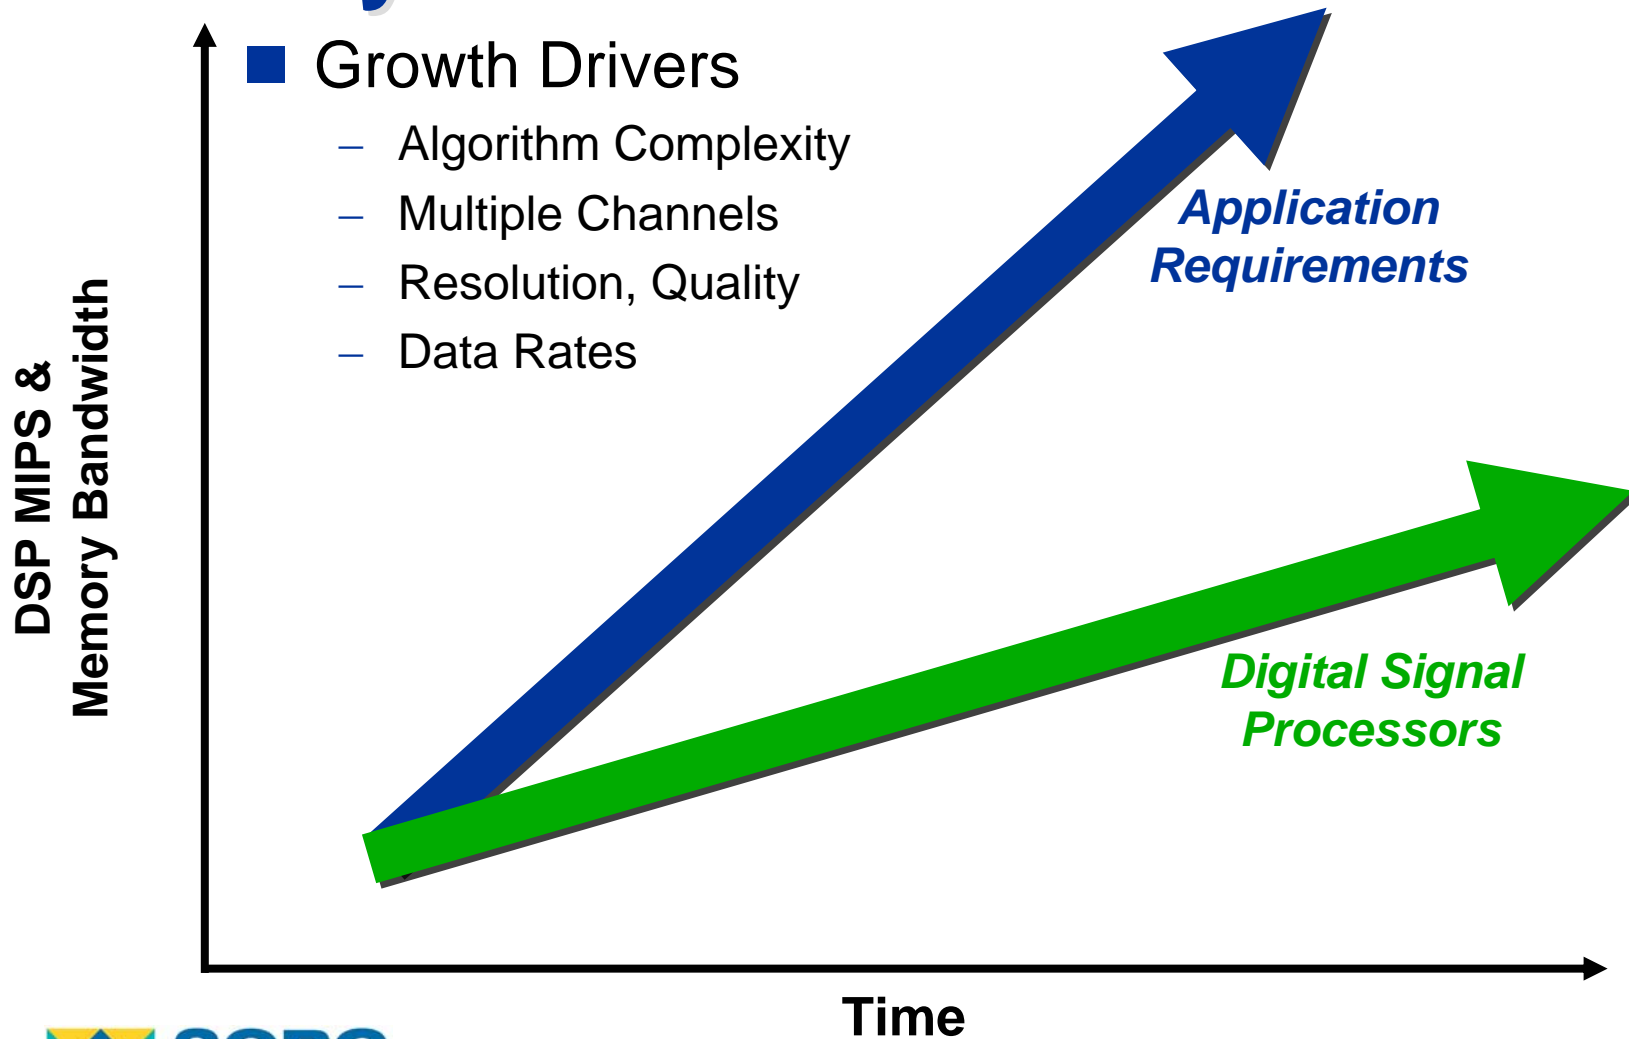 Growth Drivers
– Algorithm Complexity
– Multiple Channels
– Resolution, Quality
– Data Rates
Application
Requirements
DSP MIPS &
Memory Bandwidth
Digital Signal
Processors
Time